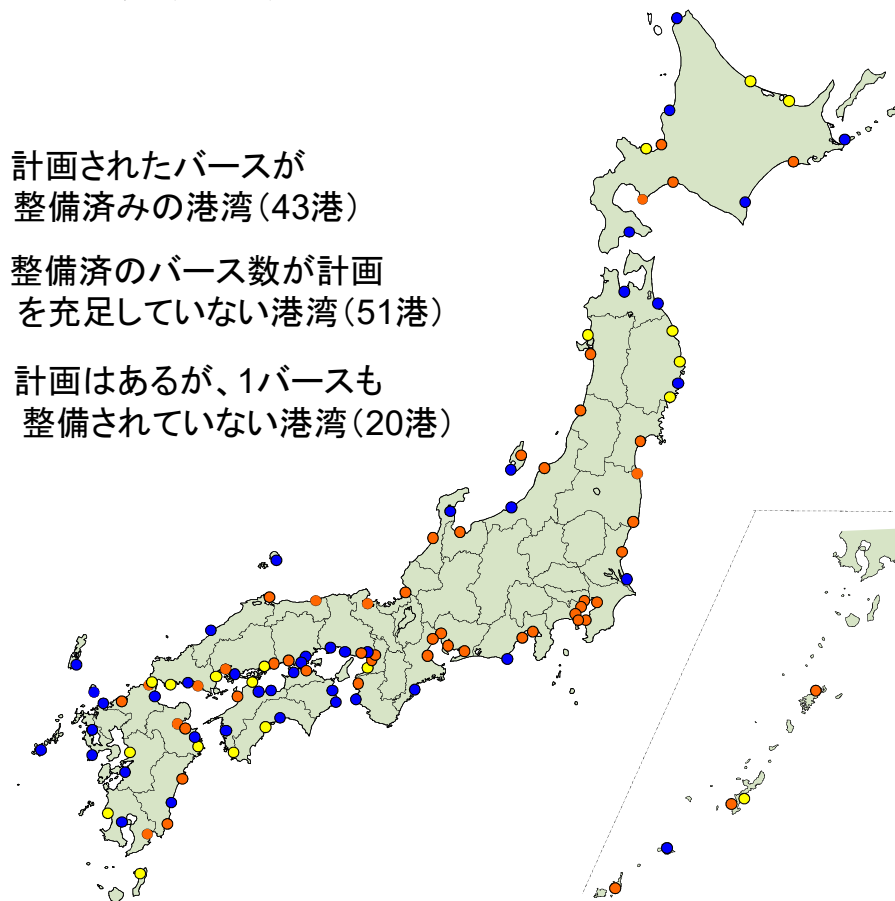 計画されたバースが
整備済みの港湾（43港）
整備済のバース数が計画
を充足していない港湾（51港）
計画はあるが、1バースも
整備されていない港湾（20港）